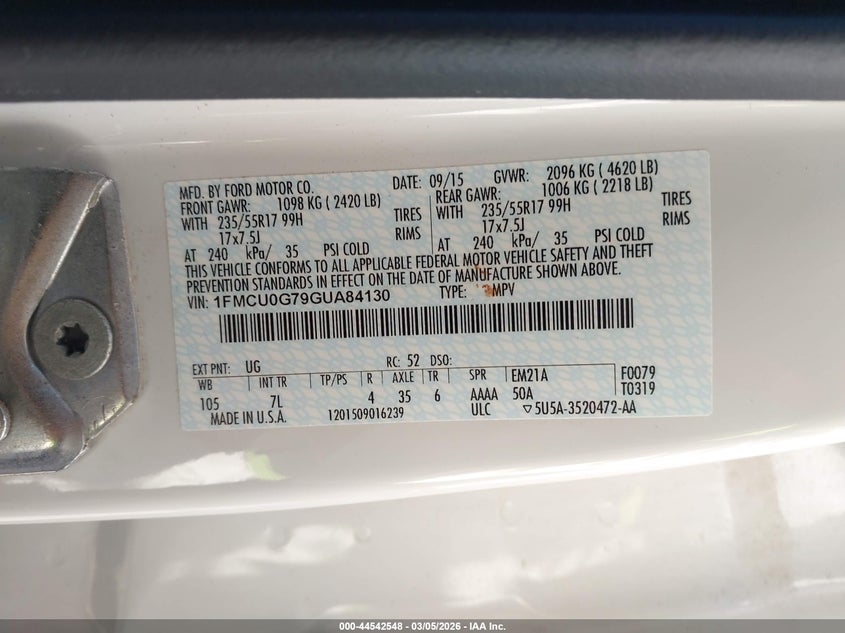 MFD. BY FORD MOTOR CO. DATE: 09/15 GVWR: 2096 KG ( 4620 LB)
FRONT GAWR: 1098 KG ( 2420 LB) REAR GAWR: 1006 KG ( 2218 LB)
WITH 235/55R17 99H TIRES WITH 235/55R17 99H TIRES
17x7.5J RIMS 17x7.5J RIMS
AT 240 kPa/ 35 PSI COLD AT 240 kPa/ 35 PSI COLD
THIS VEHICLE CONFORMS TO ALL APPLICABLE FEDERAL MOTOR VEHICLE SAFETY AND THEFT
PREVENTION STANDARDS IN EFFECT ON THE DATE OF MANUFACTURE SHOWN ABOVE.
VIN: 1FMCU0G79GUA84130 TYPE: MPV
EXT PNT: UG RC: 52 DSO:
WB INT TR TP/PS R AXLE TR SPR EM21A F0079
105 7L 4 35 6 AAAA 50A T0319
MADE IN U.S.A. 1201509016239 ULC ▽5U5A-3520472-AA
000-44542548 - 03/05/2026 - IAA Inc.